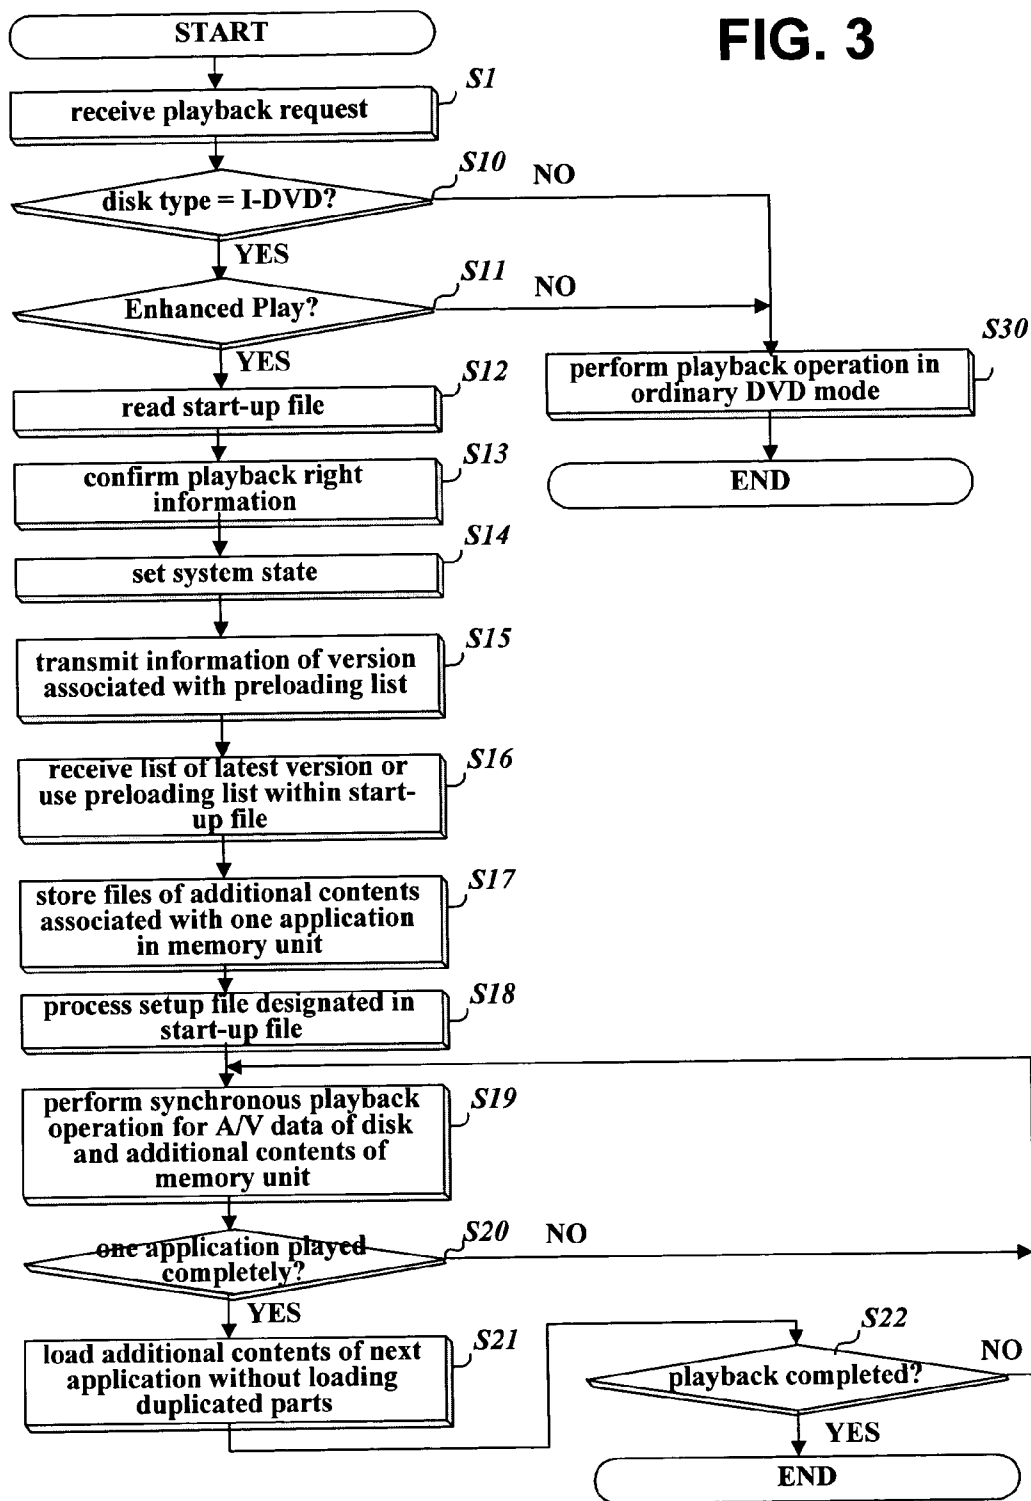 FIG. 3
START
S1
receive playback request
S10
NO
disk type = I-DVD?
YES
S11
NO
Enhanced Play?
YES
S12
read start-up file
S30
perform playback operation in
ordinary DVD mode
END
S13
confirm playback right
information
S14
set system state
S15
transmit information of version
associated with preloading list
S16
receive list of latest version or
use preloading list within start-
up file
S17
store files of additional contents
associated with one application
in memory unit
S18
process setup file designated in
start-up file
S19
perform synchronous playback
operation for A/V data of disk
and additional contents of
memory unit
S20
NO
one application played
completely?
YES
S21
load additional contents of next
application without loading
duplicated parts
S22
NO
playback completed?
YES
END